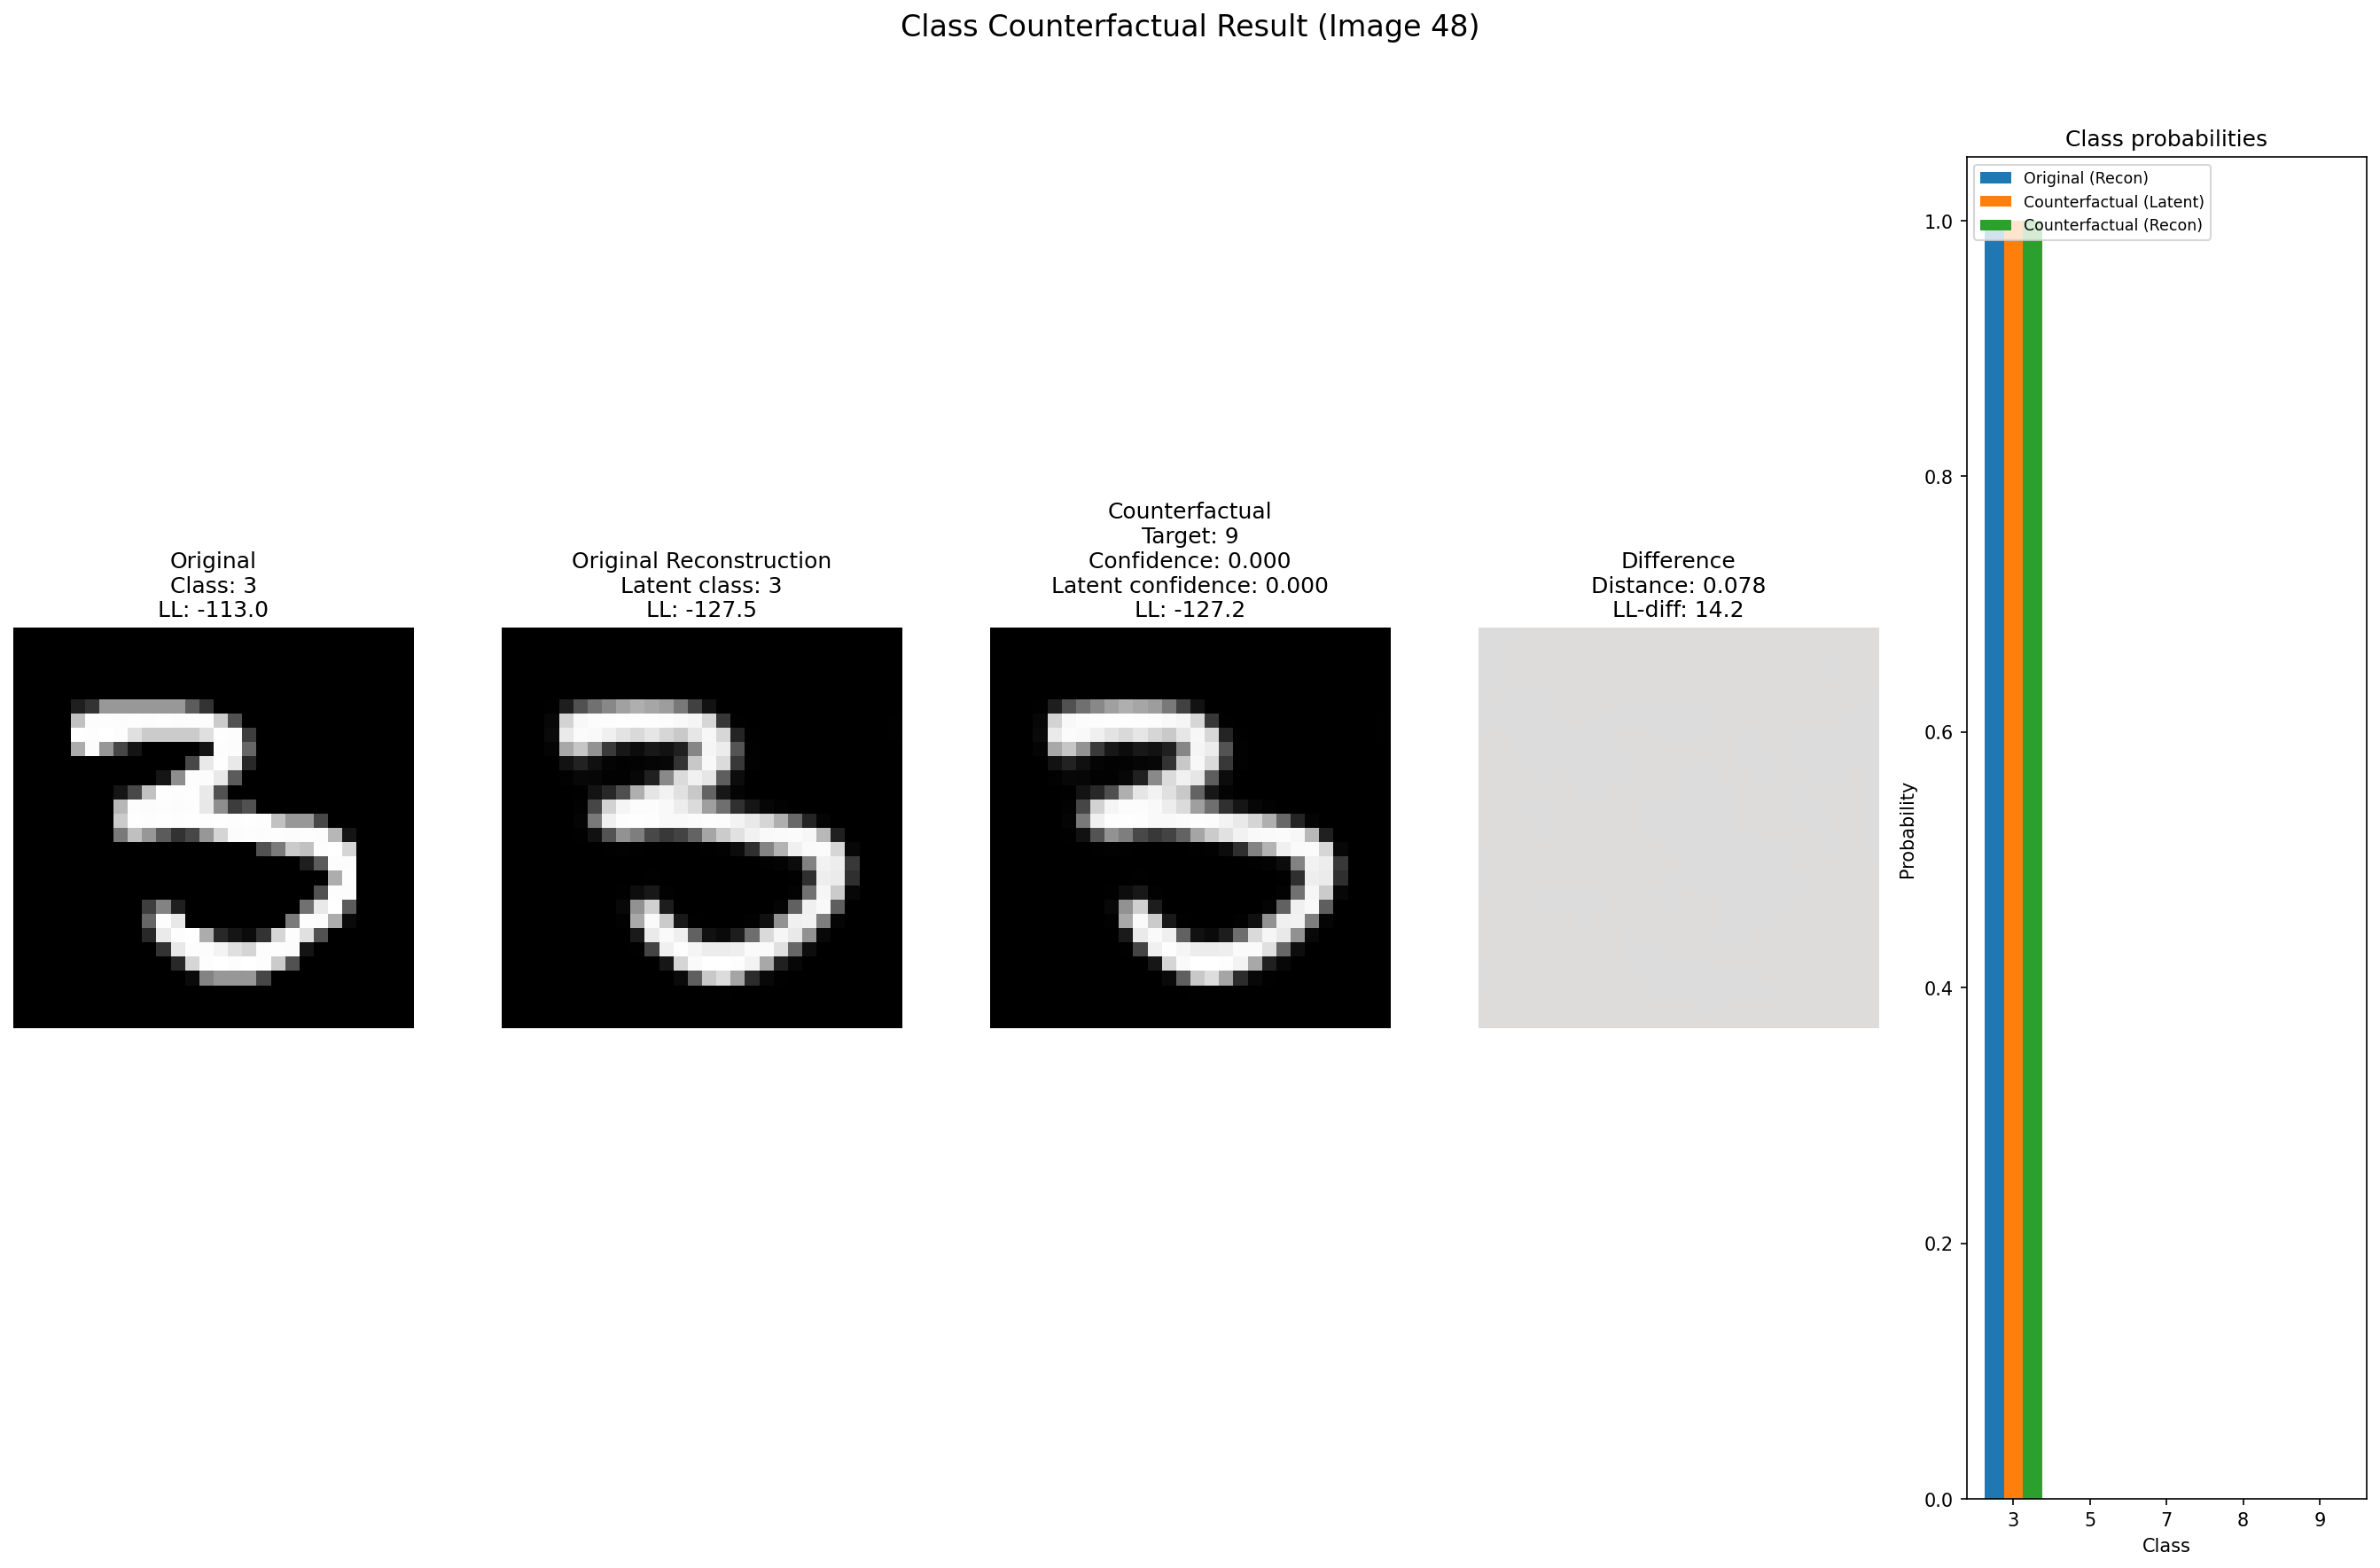 Class Counterfactual Result (Image 48)
Original
Class: 3
LL: -113.0
3
Original Reconstruction
Latent class: 3
LL: -127.5
3
Counterfactual
Target: 9
Confidence: 0.000
Latent confidence: 0.000
LL: -127.2
3
Difference
Distance: 0.078
LL-diff: 14.2
Class probabilities
Original (Recon)
Counterfactual (Latent)
Counterfactual (Recon)
1.0
0.8
0.6
0.4
0.2
0.0
Probability
3 5 7 8 9
Class